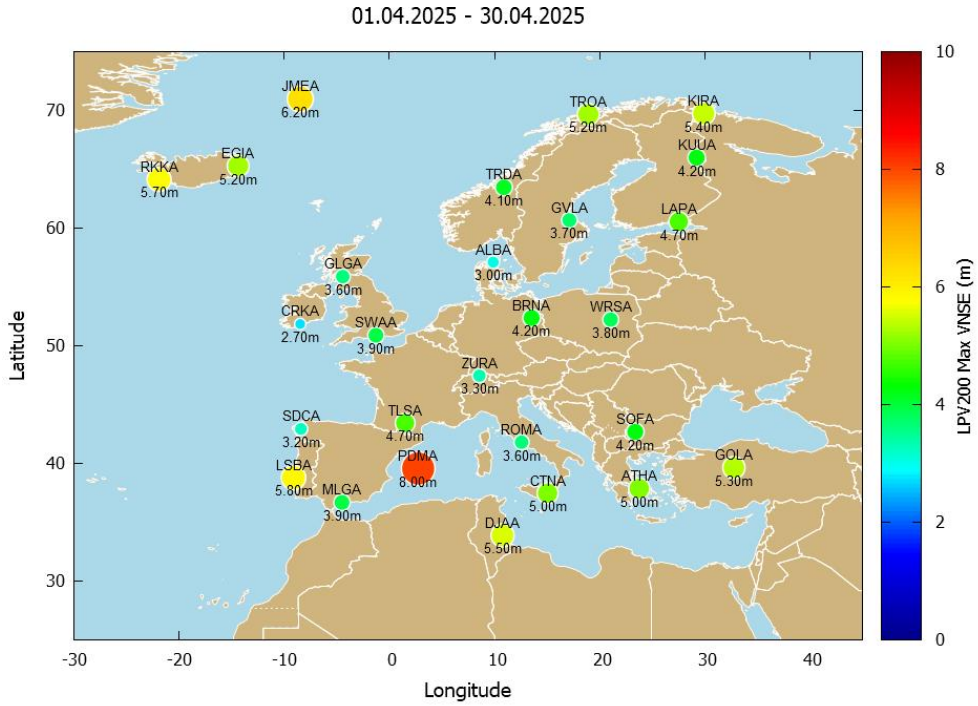 01.04.2025 - 30.04.2025
JMEA
6.20m
TROA
5.20m
KIRA
5.40m
KUUA
4.20m
EGIA
5.20m
RKKA
5.70m
TRDA
4.10m
GVLA
3.70m
LAPA
4.70m
ALBA
3.00m
GLGA
3.60m
CRKA
2.70m
SWAA
3.90m
BRNA
4.20m
WRSA
3.80m
ZURA
3.30m
SDCA
3.20m
TLSA
4.70m
ROMA
3.60m
SOFA
4.20m
PDMA
8.00m
LSBA
5.80m
MLGA
3.90m
CTNA
5.00m
ATHA
5.00m
GOLA
5.30m
DJAA
5.50m
70
60
50
40
30
Latitude
-30
-20
-10
0
10
20
30
40
Longitude
10
8
6
4
2
0
LPV200 Max VNSE (m)